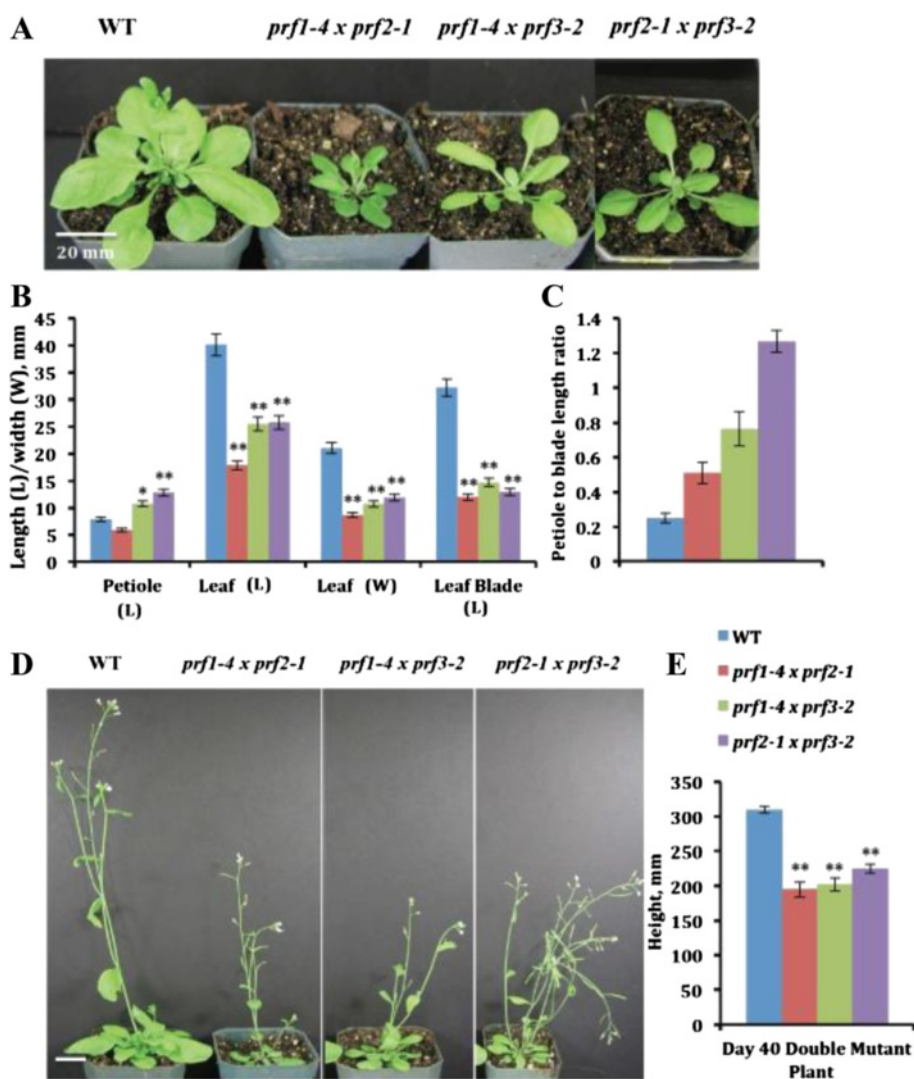 A
WT
prf1-4 x prf2-1
prf1-4 x prf3-2
prf2-1 x prf3-2
20 mm
B
Length (L)/width (W), mm
45
40
35
30
25
20
15
10
5
0
**
**
**
*
**
**
**
**
**
**
**
Petiole
(L)
Leaf (L)
Leaf (W)
Leaf Blade
(L)
C
Petiole to blade length ratio
1.4
1.2
1
0.8
0.6
0.4
0.2
0
WT
prf1-4 x prf2-1
prf1-4 x prf3-2
prf2-1 x prf3-2
D
WT
prf1-4 x prf2-1
prf1-4 x prf3-2
prf2-1 x prf3-2
E
Height, mm
350
300
250
200
150
100
50
0
**
**
**
Day 40 Double Mutant
Plant